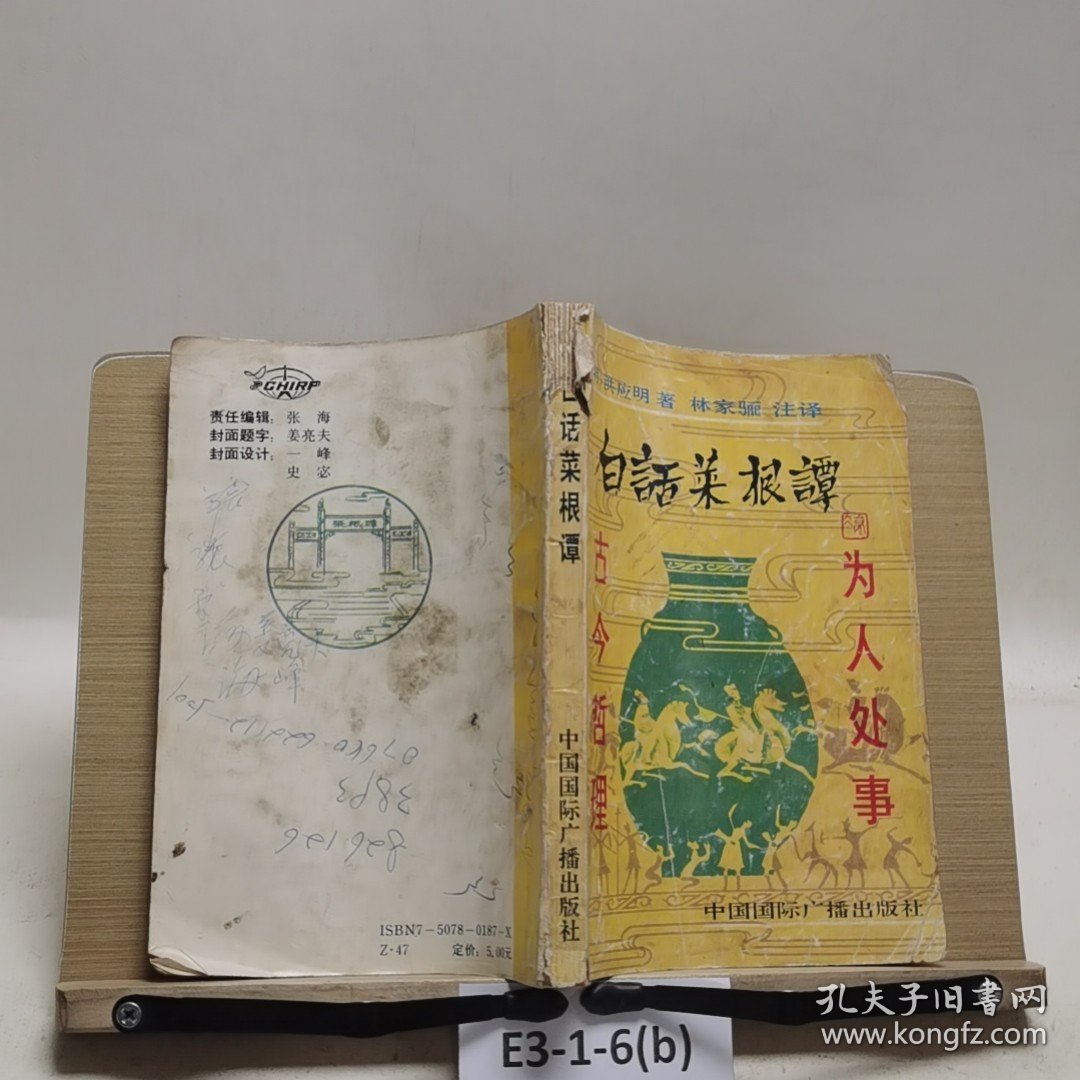 CHIRP
责任编辑：张 海
封面题字：姜亮夫
封面设计：一 峰
史 宓
菜根谭
ISBN7-5078-0187-X
Z·47 定价：5.00元
话菜根谭
中国国际广播出版社
洪应明著 林家骊 注译
白話菜根譚
为人处事
古今哲理
中国国际广播出版社
E3-1-6(b)
孔夫子旧書网
www.kongfz.com